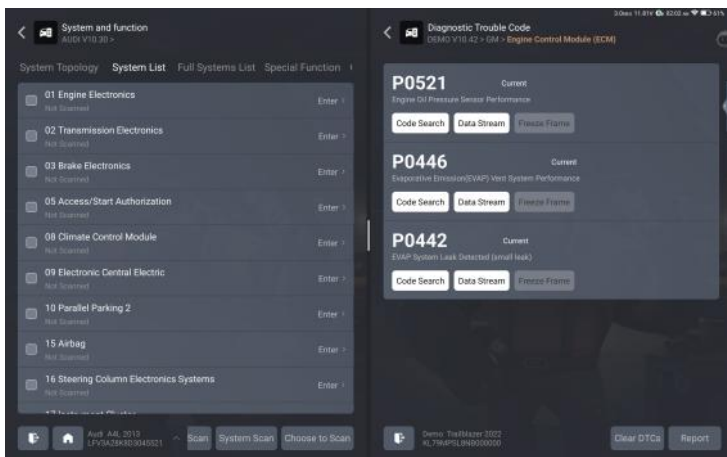 System and function
AUDI V10.30 >
System Topology System List Full Systems List Special Function
01 Engine Electronics
Not Scanned
Enter >
02 Transmission Electronics
Not Scanned
Enter >
03 Brake Electronics
Not Scanned
Enter >
05 Access/Start Authorization
Not Scanned
Enter >
08 Climate Control Module
Not Scanned
Enter >
09 Electronic Central Electric
Not Scanned
Enter >
10 Parallel Parking 2
Not Scanned
Enter >
15 Airbag
Not Scanned
Enter >
16 Steering Column Electronics Systems
Not Scanned
Enter >
Audi A4L 2013
Scan System Scan Choose to Scan
61%
Diagnostic Trouble Code
DEMO V10.42 > GM > Engine Control Module (ECM)
P0521 Current
Engine Oil Pressure Sensor Performance
Code Search Data Stream Freeze Frame
P0446 Current
Evaporative Emission(EVAP) Vent System Performance
Code Search Data Stream Freeze Frame
P0442 Current
EVAP System Leak Detected (small leak)
Code Search Data Stream Freeze Frame
Demo Trailblazer 2022
Clear DTCs Report